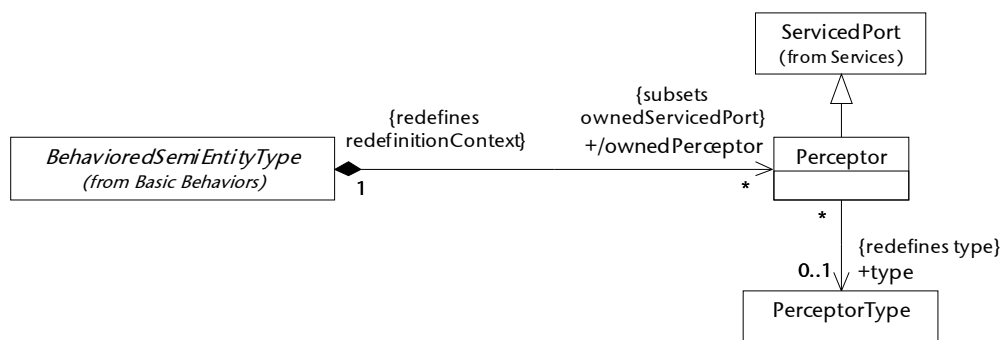 ServicedPort
(from Services)
{redefines
redefinitionContext}
{subsets
ownedServicedPort}
+/ownedPerceptor
BehavioredSemiEntityType
(from Basic Behaviors)
1
*
Perceptor
*
{redefines type}
0..1
+type
PerceptorType